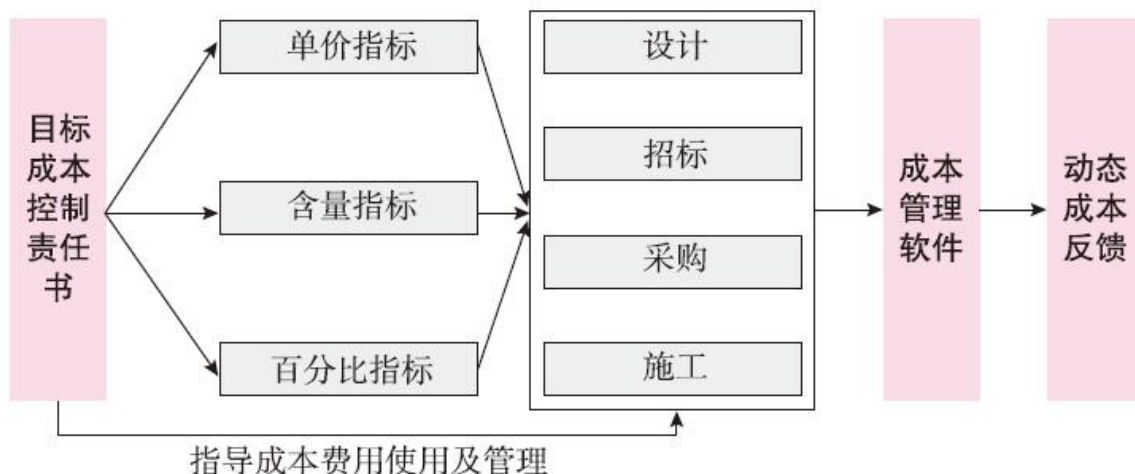 目标
成本
控制
责任
书
单价指标
含量指标
百分比指标
设计
招标
采购
施工
成本
管理
软件
动态
成本
反馈
指导成本费用使用及管理